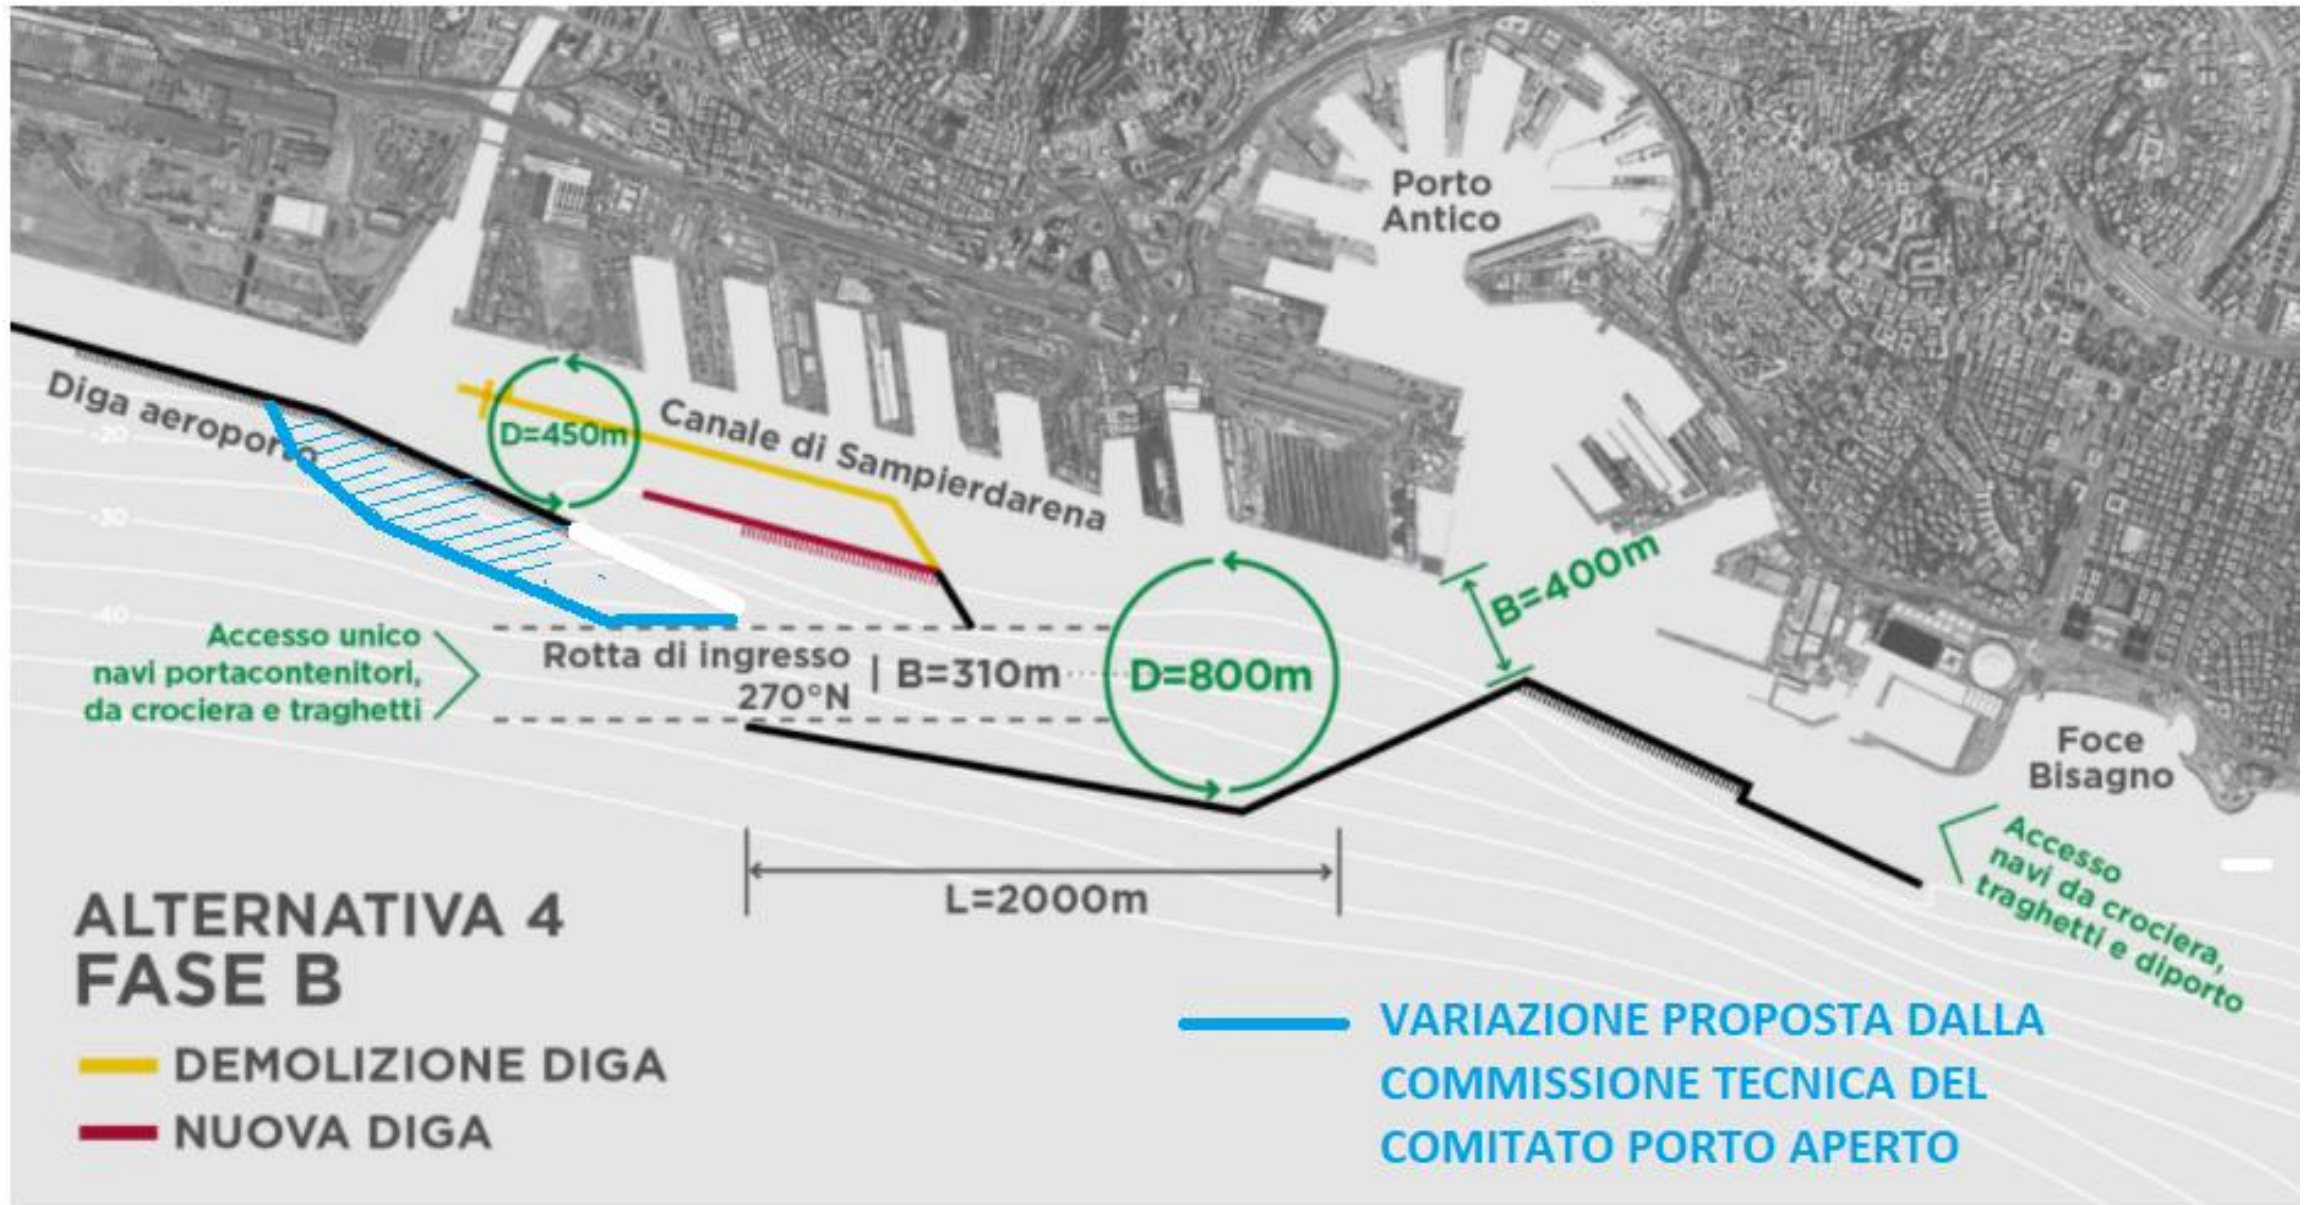 Porto
Antico
Diga aeroporto
-20
-30
-40
D=450m
Canale di Sampierdarena
B=400m
Accesso unico
navi portacontenitori,
da crociera e traghetti
Rotta di ingresso
270°N
B=310m
D=800m
Foce
Bisagno
Accesso
navi da crociera,
traghetti e diporto
L=2000m
ALTERNATIVA 4
FASE B
DEMOLIZIONE DIGA
NUOVA DIGA
VARIAZIONE PROPOSTA DALLA
COMMISSIONE TECNICA DEL
COMITATO PORTO APERTO